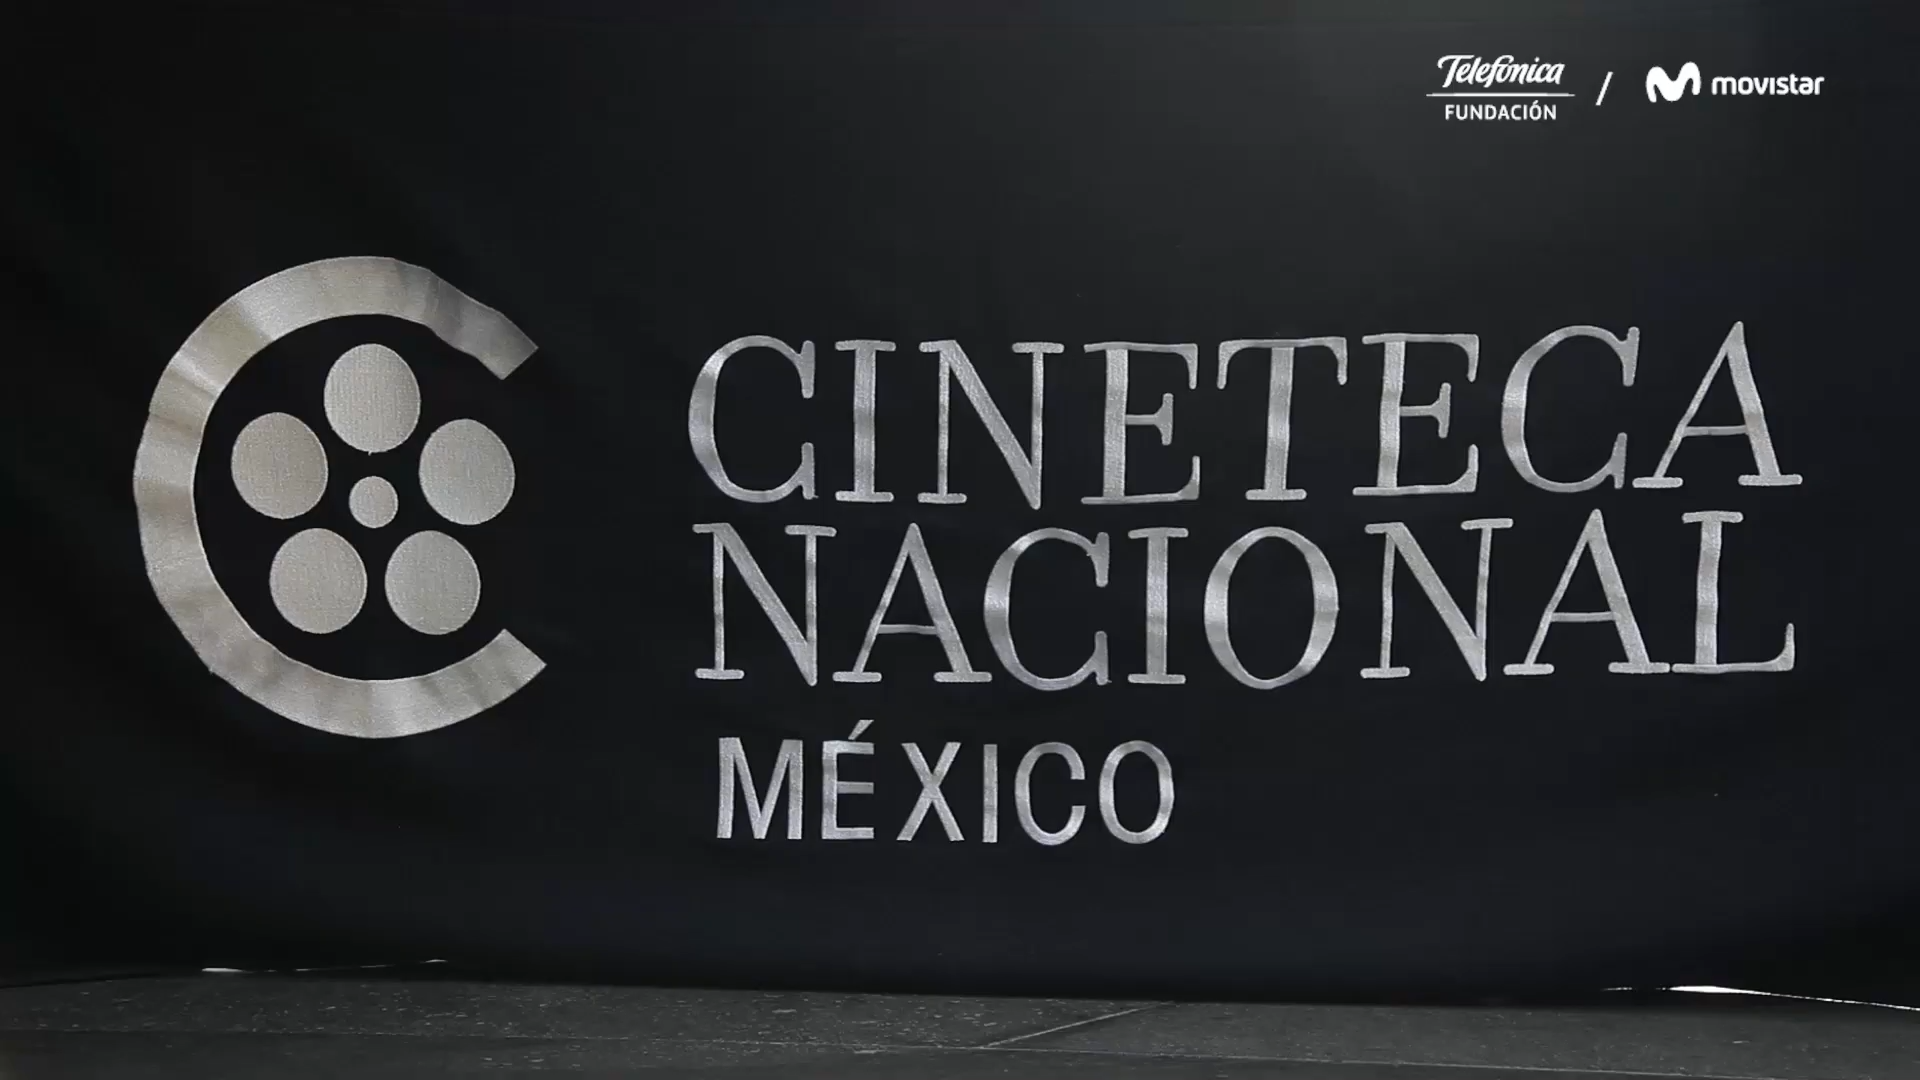 Telefónica
FUNDACIÓN / movistar
CINETECA
NACIONAL
MÉXICO